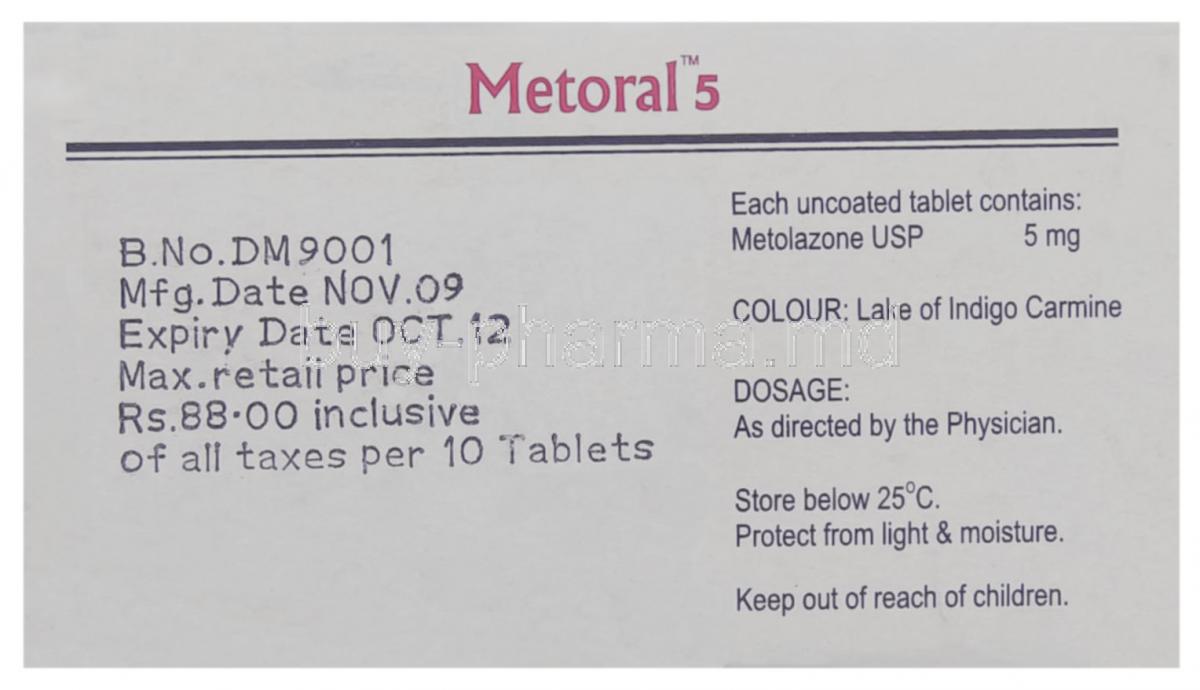 Metoral™ 5
B.No.DM9001
Mfg.Date NOV.09
Expiry Date OCT.12
Max.retail price
Rs.88.00 inclusive
of all taxes per 10 Tablets
Each uncoated tablet contains:
Metolazone USP 5 mg
COLOUR: Lake of Indigo Carmine
DOSAGE:
As directed by the Physician.
Store below 25°C.
Protect from light & moisture.
Keep out of reach of children.
buy-pharma.md